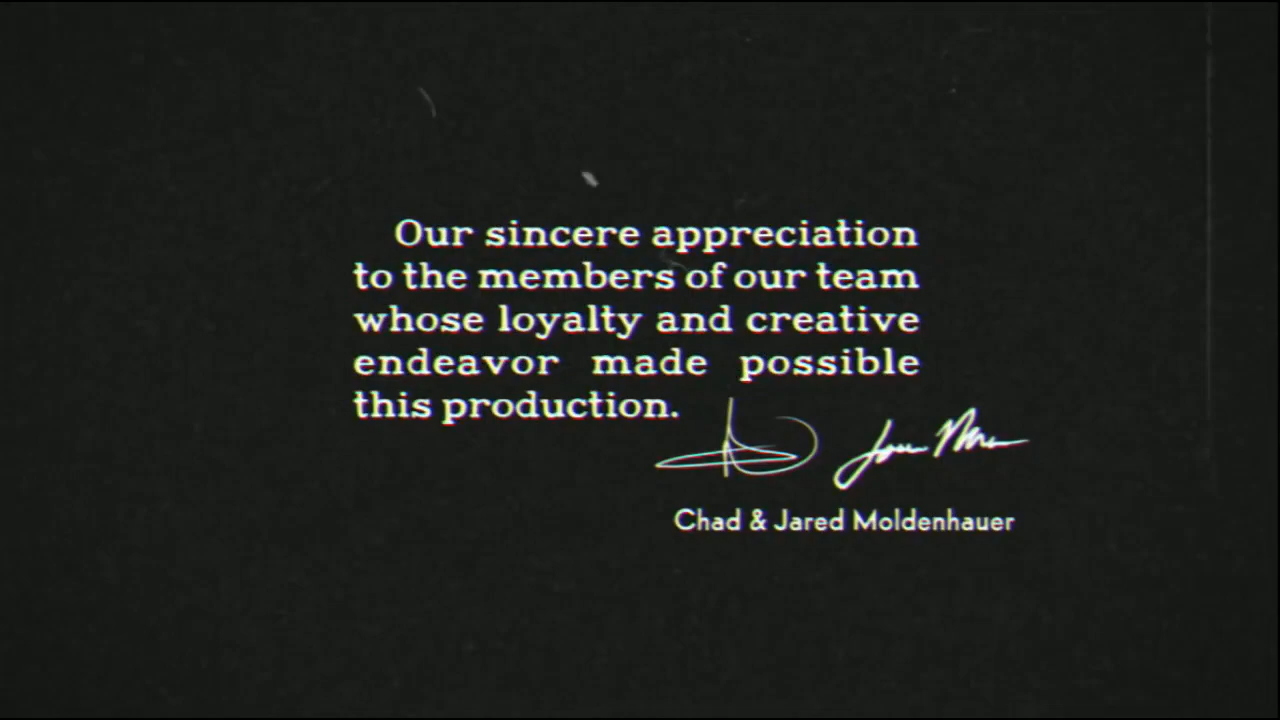 Our sincere appreciation
to the members of our team
whose loyalty and creative
endeavor made possible
this production.
Chad & Jared Moldenhauer